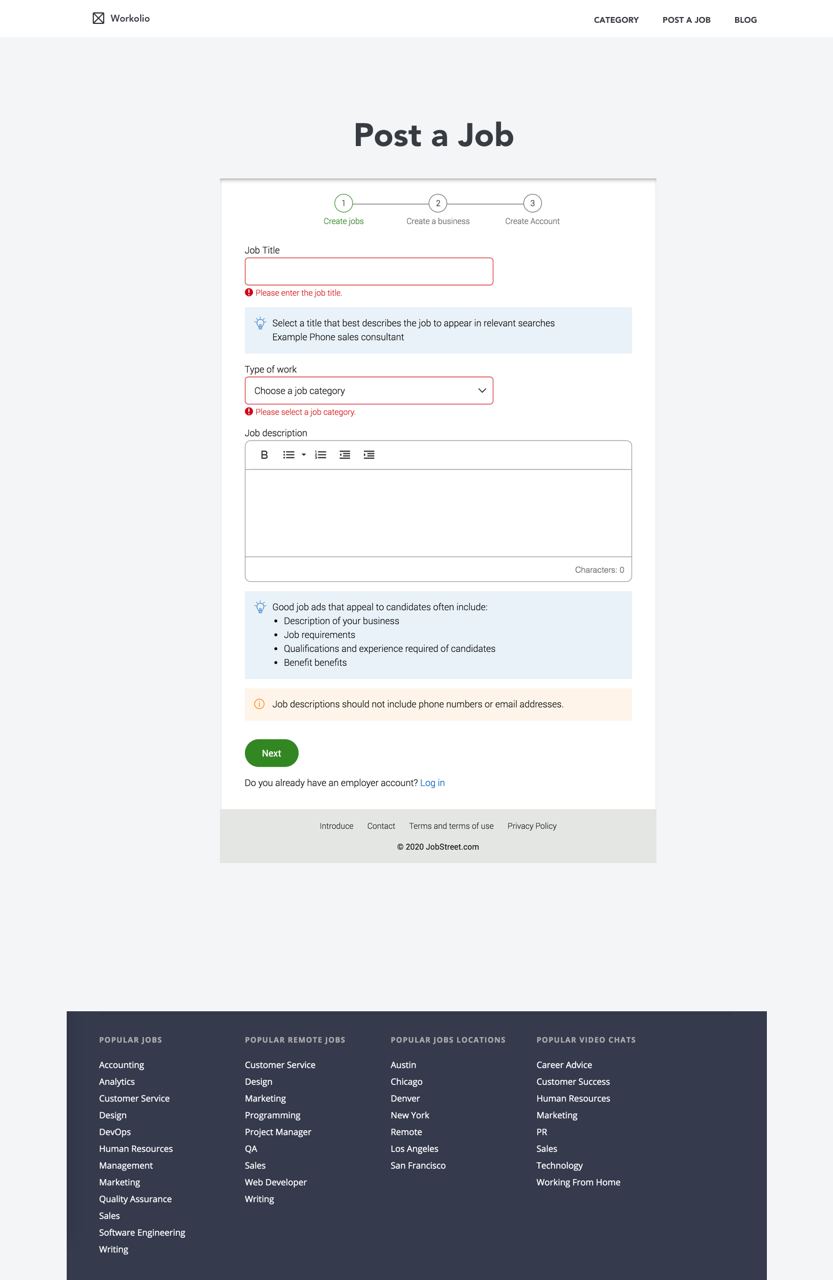 Workolio
CATEGORY POST A JOB BLOG
Post a Job
1 2 3
Create jobs Create a business Create Account
Job Title
Please enter the job title.
Select a title that best describes the job to appear in relevant searches
Example Phone sales consultant
Type of work
Choose a job category
Please select a job category.
Job description
B
Characters: 0
Good job ads that appeal to candidates often include:
• Description of your business
• Job requirements
• Qualifications and experience required of candidates
• Benefit benefits
Job descriptions should not include phone numbers or email addresses.
Next
Do you already have an employer account? Log in
Introduce Contact Terms and terms of use Privacy Policy
© 2020 JobStreet.com
POPULAR JOBS
Accounting
Analytics
Customer Service
Design
DevOps
Human Resources
Management
Marketing
Quality Assurance
Sales
Software Engineering
Writing
POPULAR REMOTE JOBS
Customer Service
Design
Marketing
Programming
Project Manager
QA
Sales
Web Developer
Writing
POPULAR JOBS LOCATIONS
Austin
Chicago
Denver
New York
Remote
Los Angeles
San Francisco
POPULAR VIDEO CHATS
Career Advice
Customer Success
Human Resources
Marketing
PR
Sales
Technology
Working From Home